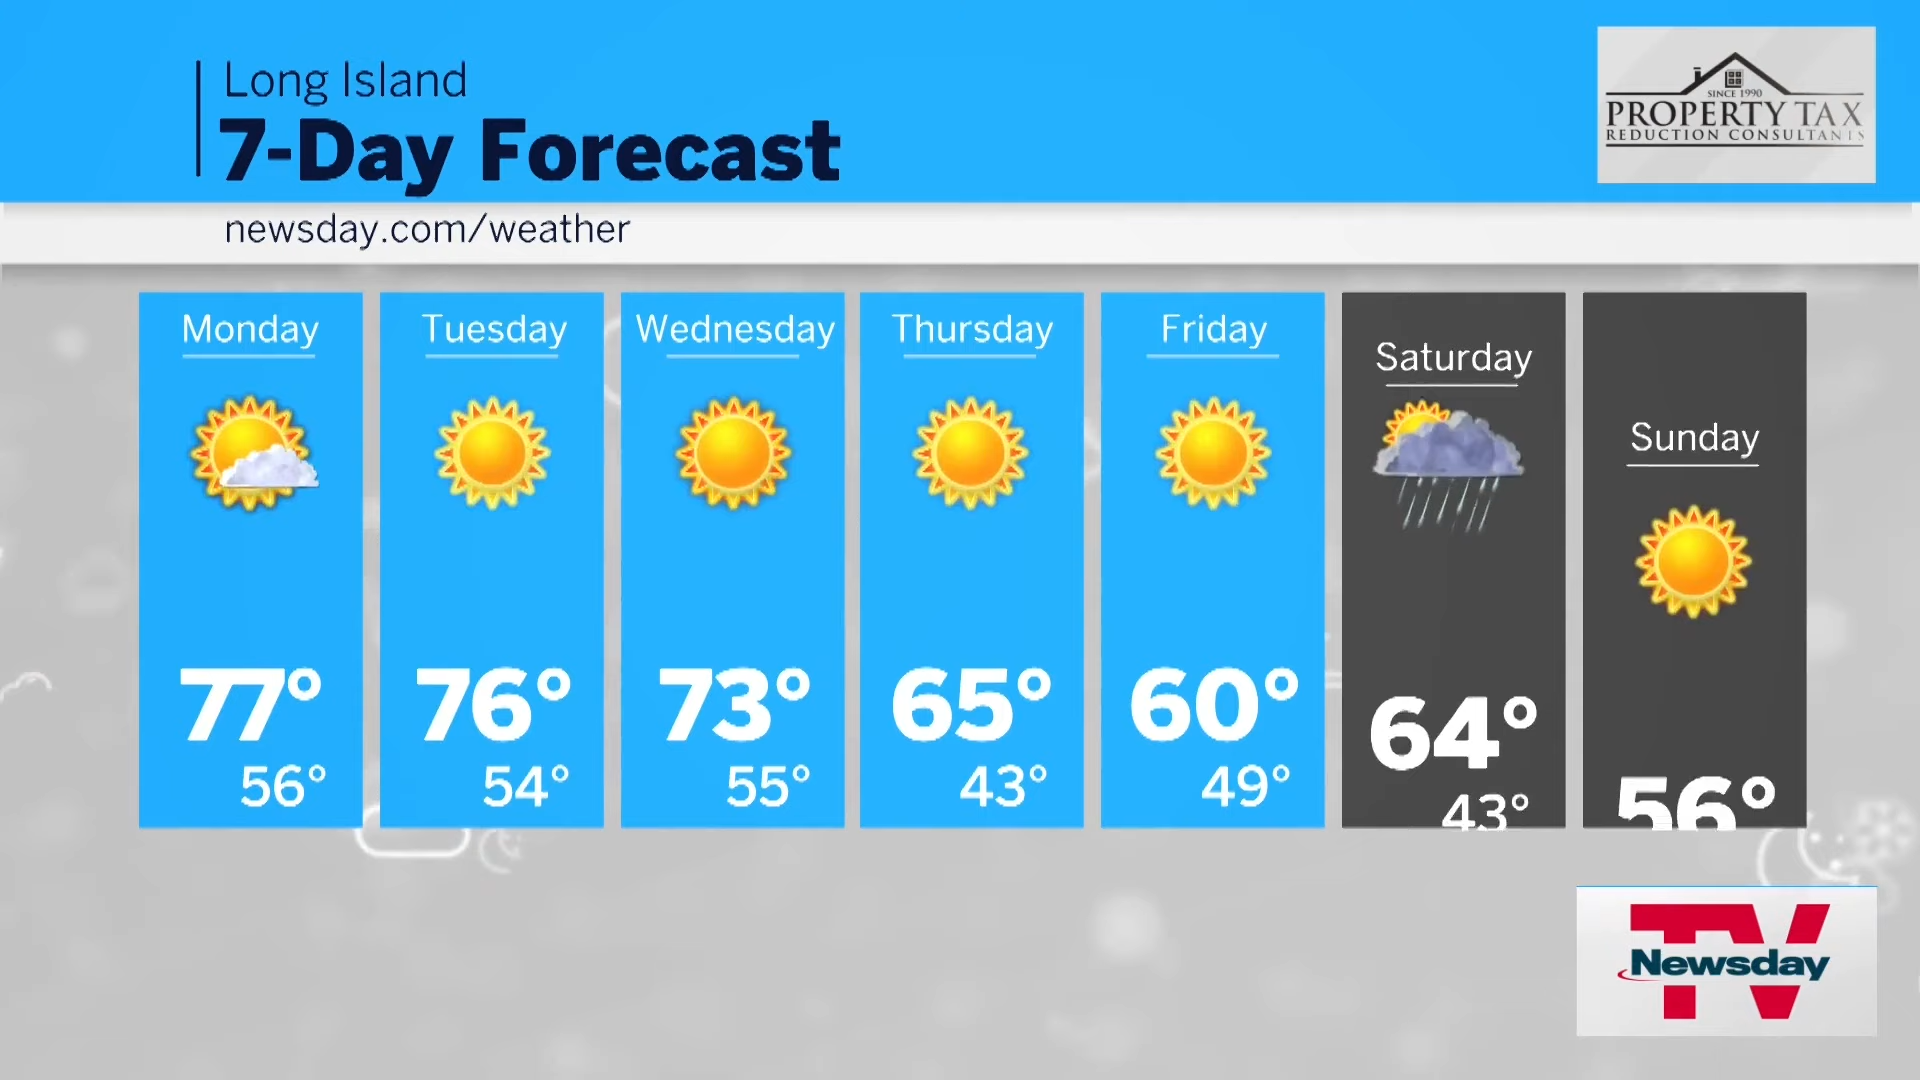 Long Island
7-Day Forecast
newsday.com/weather
SINCE 1990
PROPERTY TAX
REDUCTION CONSULTANTS
Monday
77°
56°
Tuesday
76°
54°
Wednesday
73°
55°
Thursday
65°
43°
Friday
60°
49°
Saturday
64°
43°
Sunday
56°
TV
Newsday